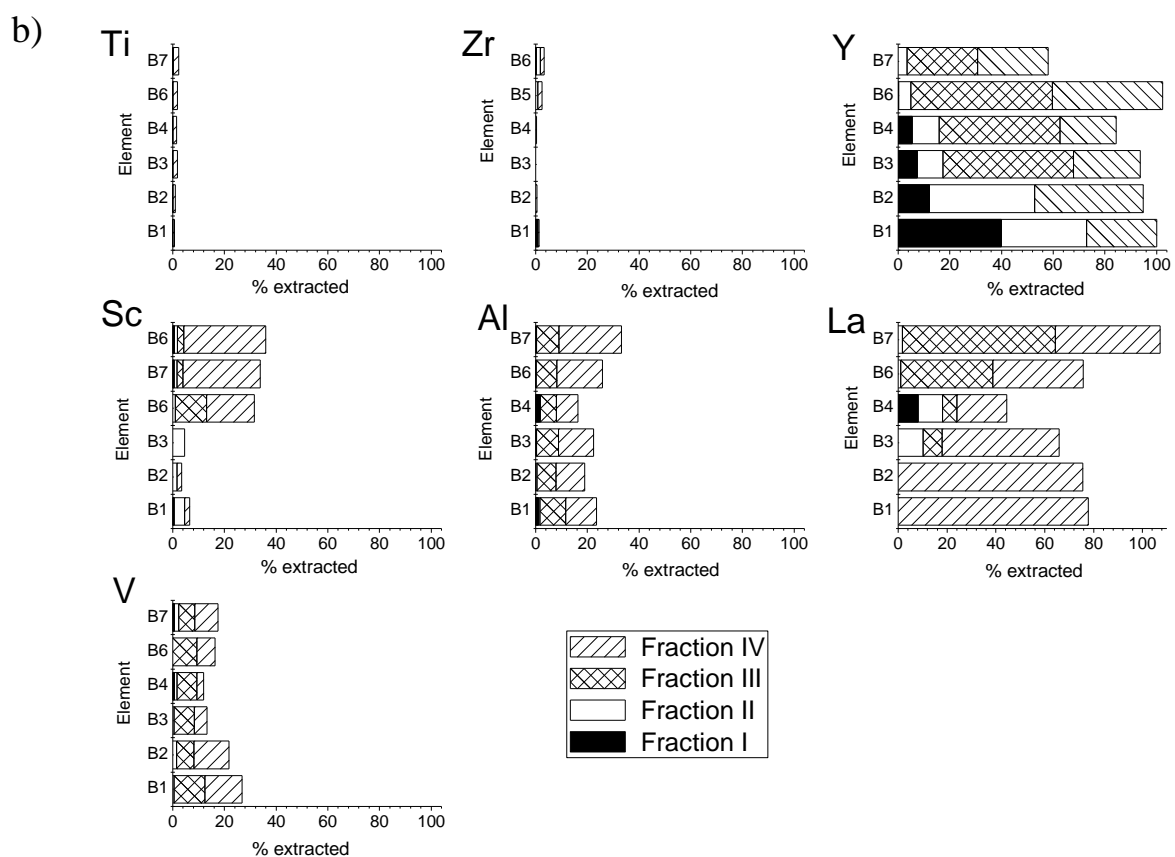 b)
Ti
B7
B6
B4
B3
B2
B1
Element
0 20 40 60 80 100
% extracted
Zr
B6
B5
B4
B3
B2
B1
Element
0 20 40 60 80 100
% extracted
Y
B7
B6
B4
B3
B2
B1
Element
0 20 40 60 80 100
% extracted
Sc
B6
B7
B6
B3
B2
B1
Element
0 20 40 60 80 100
% extracted
Al
B7
B6
B4
B3
B2
B1
Element
0 20 40 60 80 100
% extracted
La
B7
B6
B4
B3
B2
B1
Element
0 20 40 60 80 100
% extracted
V
B7
B6
B4
B3
B2
B1
Element
0 20 40 60 80 100
% extracted
Fraction IV
Fraction III
Fraction II
Fraction I